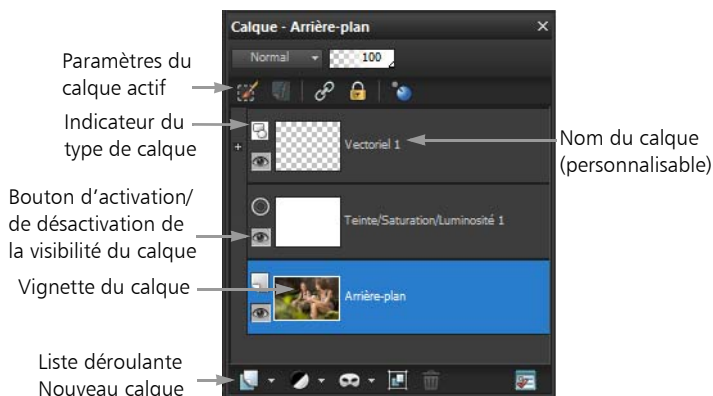 Calque - Arrière-plan
Normal
100
Paramètres du
calque actif
Indicateur du
type de calque
Vectoriel 1
Nom du calque
(personnalisable)
Bouton d'activation/
de désactivation de
la visibilité du calque
Teinte/Saturation/Luminosité 1
Vignette du calque
Arrière-plan
Liste déroulante
Nouveau calque